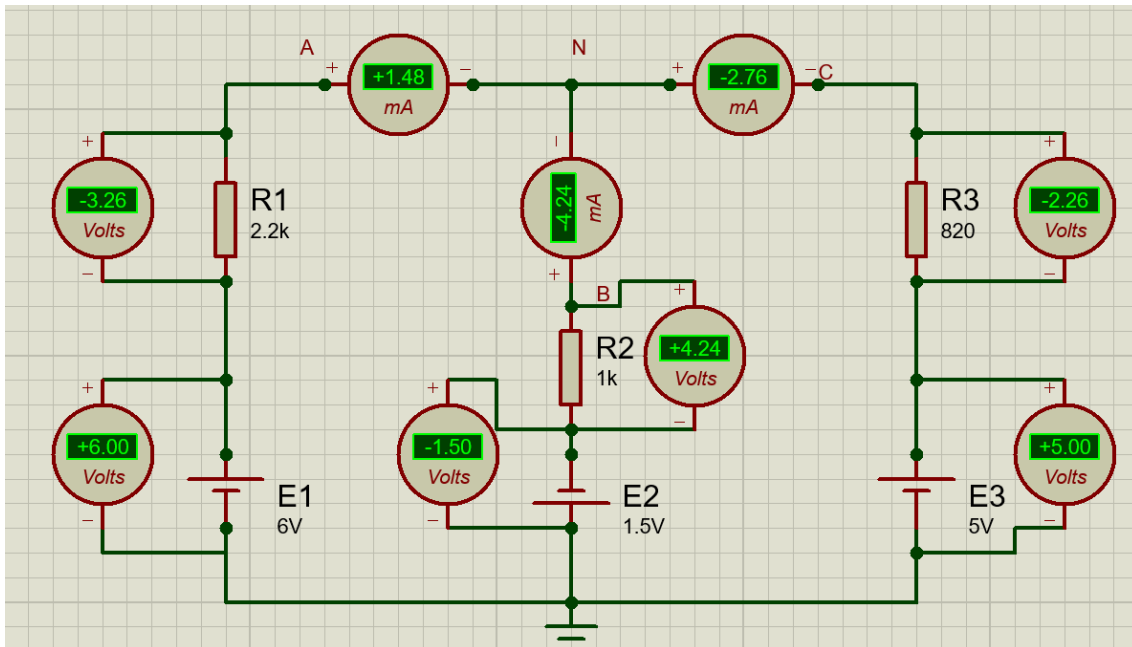 A
N
C
+
+1.48
−
mA
+
-2.76
−
mA
+
-3.26
Volts
−
R1
2.2k
−
-4.24
mA
+
R3
820
+
-2.26
Volts
−
B
+
+4.24
Volts
−
R2
1k
+
+6.00
Volts
−
E1
6V
+
-1.50
Volts
−
E2
1.5V
E3
5V
+
+5.00
Volts
−